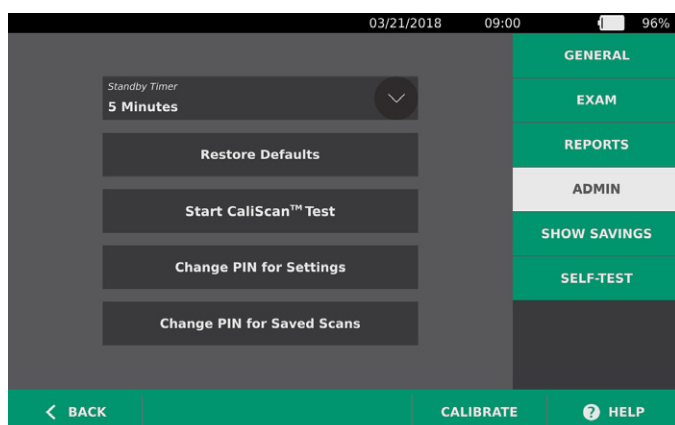 03/21/2018 09:00 96%
Standby Timer
5 Minutes
Restore Defaults
Start CaliScan™ Test
Change PIN for Settings
Change PIN for Saved Scans
GENERAL
EXAM
REPORTS
ADMIN
SHOW SAVINGS
SELF-TEST
BACK
CALIBRATE
? HELP